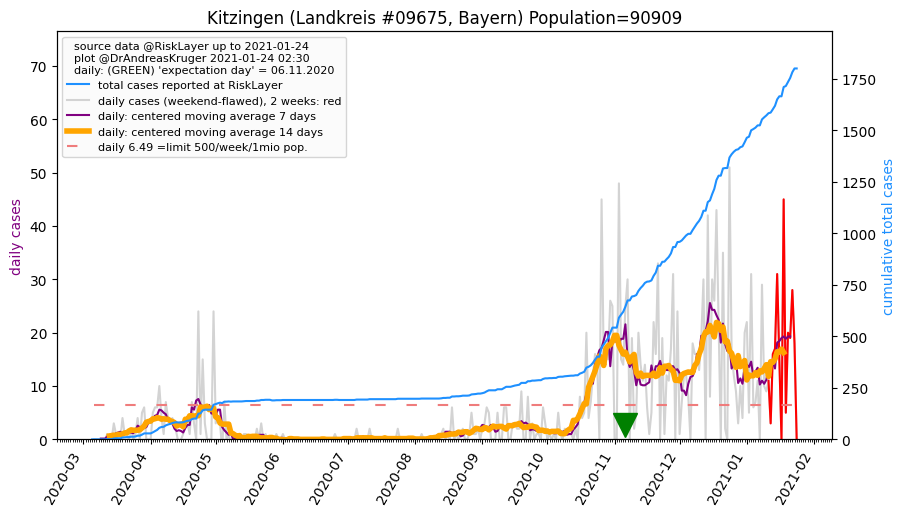 Kitzingen (Landkreis #09675, Bayern) Population=90909
source data @RiskLayer up to 2021-01-24
plot @DrAndreasKruger 2021-01-24 02:30
daily: (GREEN) 'expectation day' = 06.11.2020
total cases reported at RiskLayer
daily cases (weekend-flawed), 2 weeks: red
daily: centered moving average 7 days
daily: centered moving average 14 days
daily 6.49 =limit 500/week/1mio pop.
daily cases
70
60
50
40
30
20
10
0
cumulative total cases
1750
1500
1250
1000
750
500
250
0
2020-03
2020-04
2020-05
2020-06
2020-07
2020-08
2020-09
2020-10
2020-11
2020-12
2021-01
2021-02